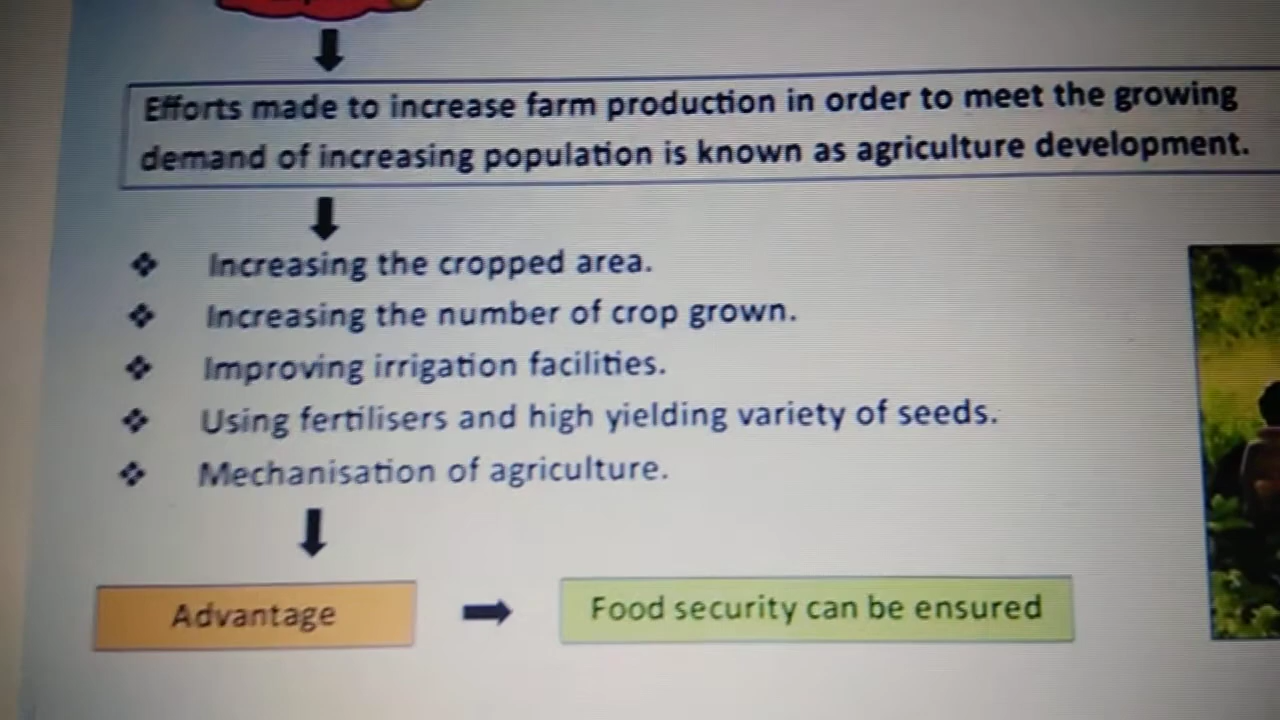 Efforts made to increase farm production in order to meet the growing
demand of increasing population is known as agriculture development.
Increasing the cropped area.
Increasing the number of crop grown.
Improving irrigation facilities.
Using fertilisers and high yielding variety of seeds.
Mechanisation of agriculture.
Advantage
Food security can be ensured